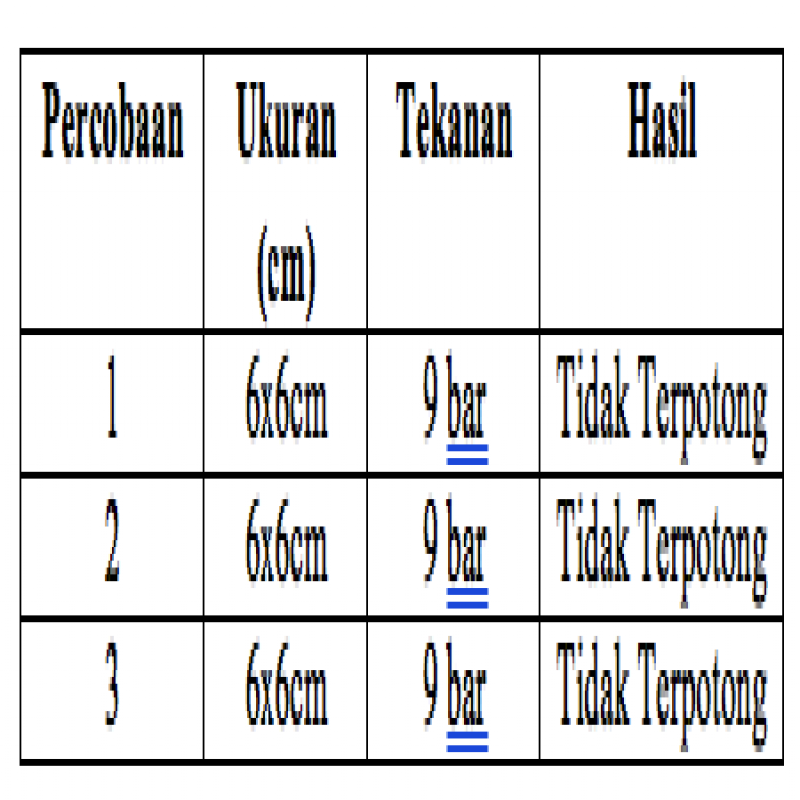 Percobaan Ukuran (cm) Tekanan Hasil
1 6x6cm 9 bar Tidak Terpotong
2 6x6cm 9 bar Tidak Terpotong
3 6x6cm 9 bar Tidak Terpotong